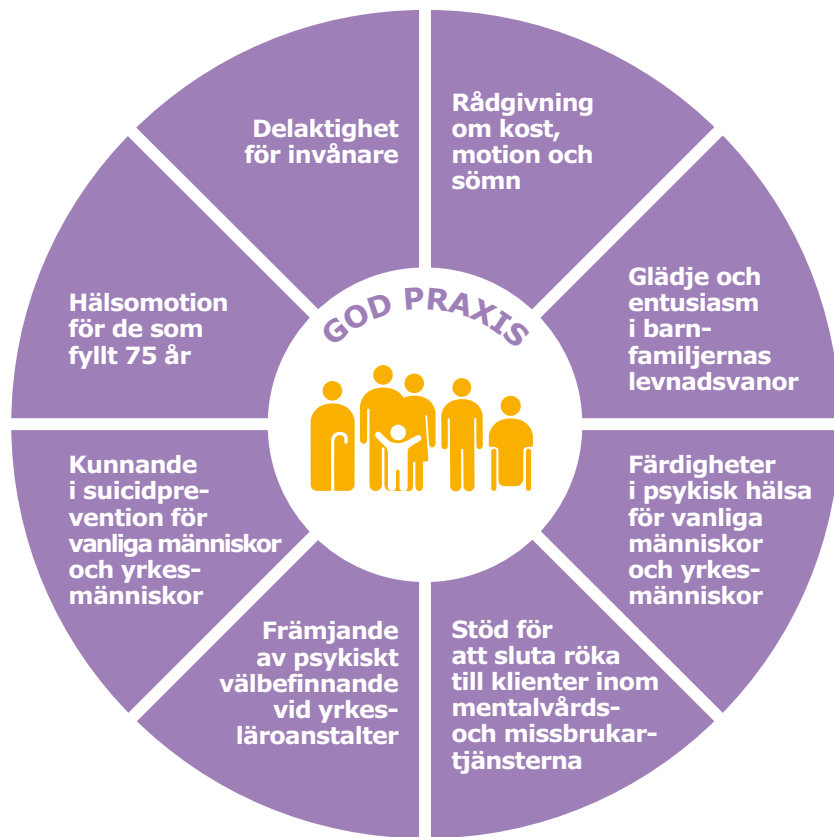 Delaktighet
för invånare
Rådgivning
om kost,
motion och
sömn
Glädje och
entusiasm
i barn-
familjernas
levnadsvanor
Färdigheter
i psykisk hälsa
för vanliga
människor
och yrkes-
människor
Stöd för
att sluta röka
till klienter inom
mentalvårds-
och missbrukar-
tjänsterna
Främjande
av psykiskt
välbefinnande
vid yrkes-
läroanstalter
Kunnande
i suicidpre-
vention för
vanliga människor
och yrkes-
människor
Hälsomotion
för de som
fyllt 75 år
GOD PRAXIS